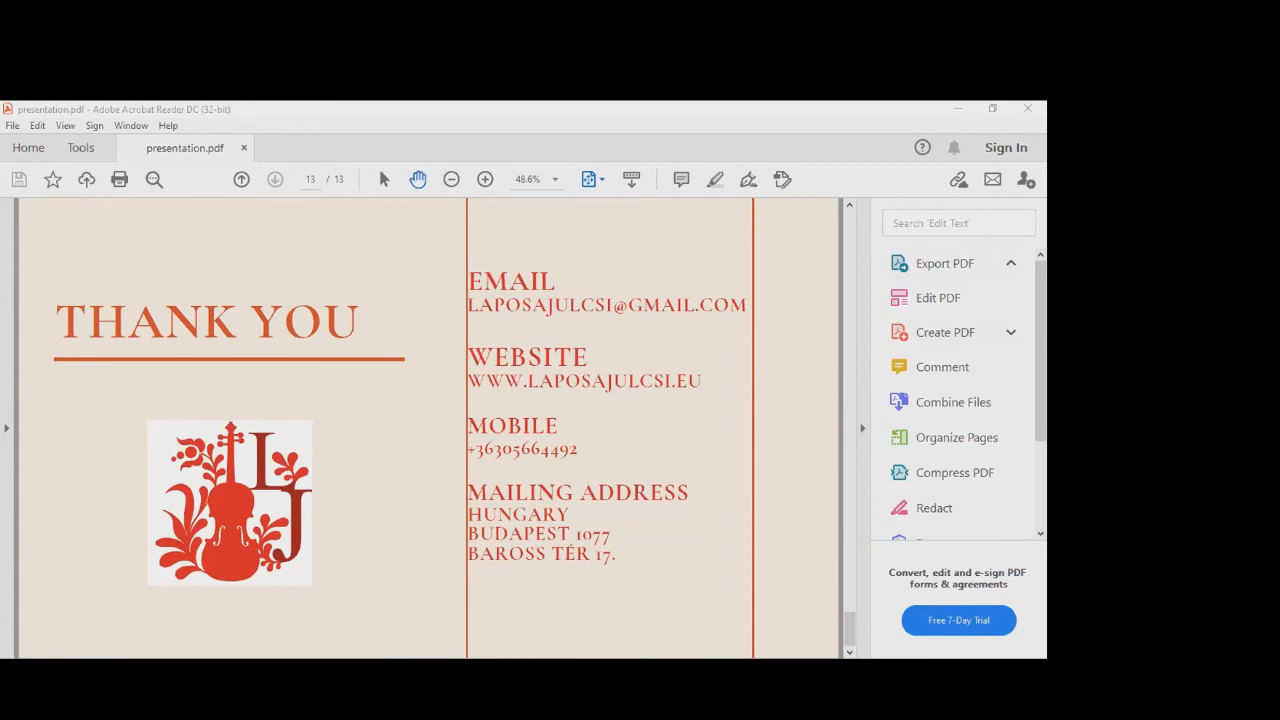 presentation.pdf - Adobe Acrobat Reader DC (32-bit)
File Edit View Sign Window Help
Home Tools presentation.pdf Sign In
13 / 13 48.6%
THANK YOU
L
J
EMAIL
LAPOSAJULCSI@GMAIL.COM
WEBSITE
WWW.LAPOSAJULCSI.EU
MOBILE
+36305664492
MAILING ADDRESS
HUNGARY
BUDAPEST 1077
BAROSS TÉR 17.
Search 'Edit Text'
Export PDF
Edit PDF
Create PDF
Comment
Combine Files
Organize Pages
Compress PDF
Redact
Convert, edit and e-sign PDF
forms & agreements
Free 7-Day Trial